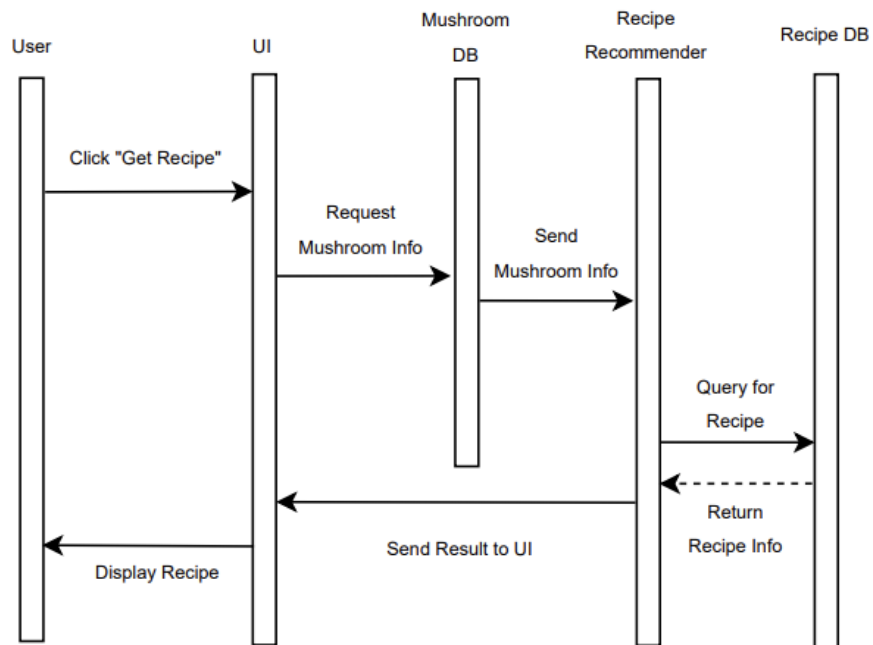 User
UI
Mushroom
DB
Recipe
Recommender
Recipe DB
Click "Get Recipe"
Request
Mushroom Info
Send
Mushroom Info
Query for
Recipe
Return
Recipe Info
Send Result to UI
Display Recipe